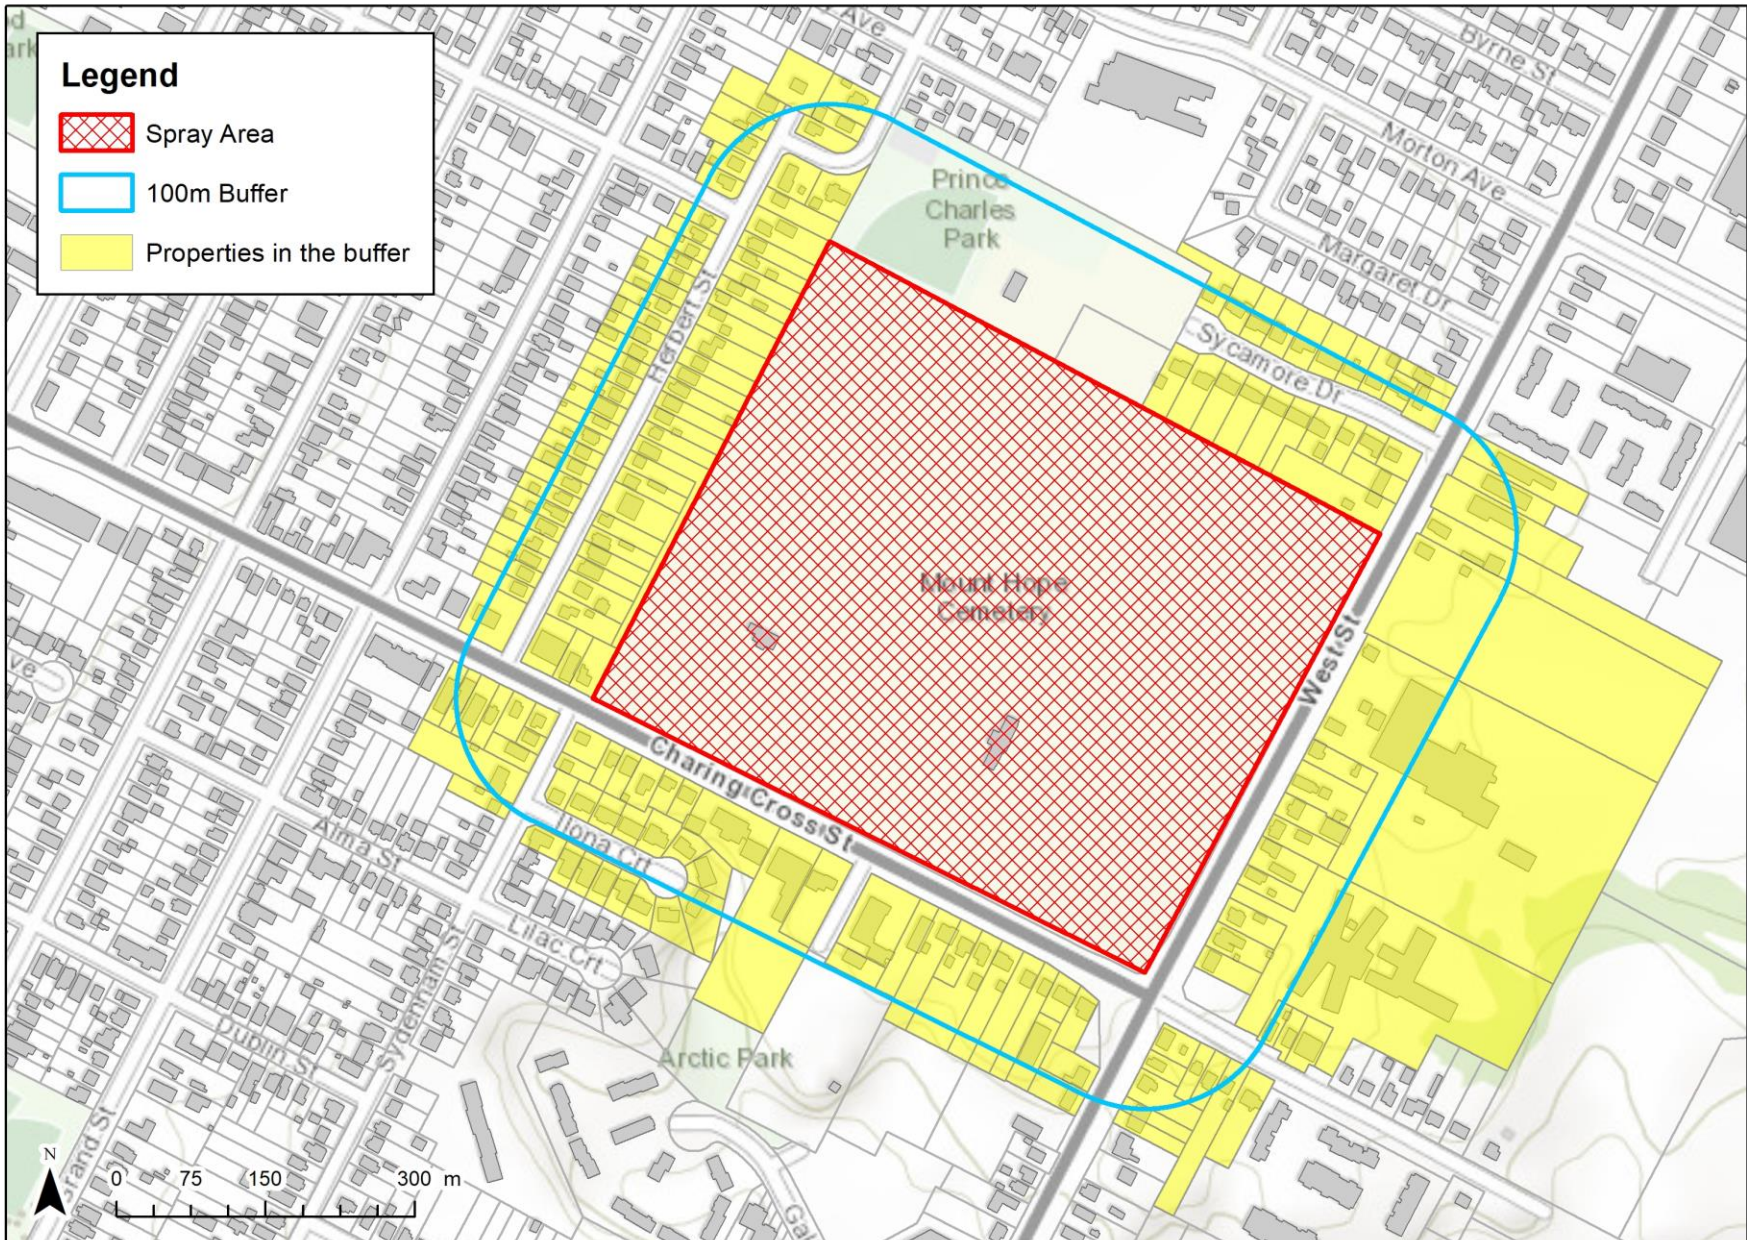 Legend
Spray Area
100m Buffer
Properties in the buffer
Byrne St
Morton Ave
Margaret Dr
Prince
Charles
Park
Sycamore Dr
Herbert St
Mount Hope
Cemetery
West St
Charing Cross St
Ilona Crt
Alma St
Lilac Crt
Sydenham St
Dublin St
Arctic Park
Grand St
N
0 75 150 300 m